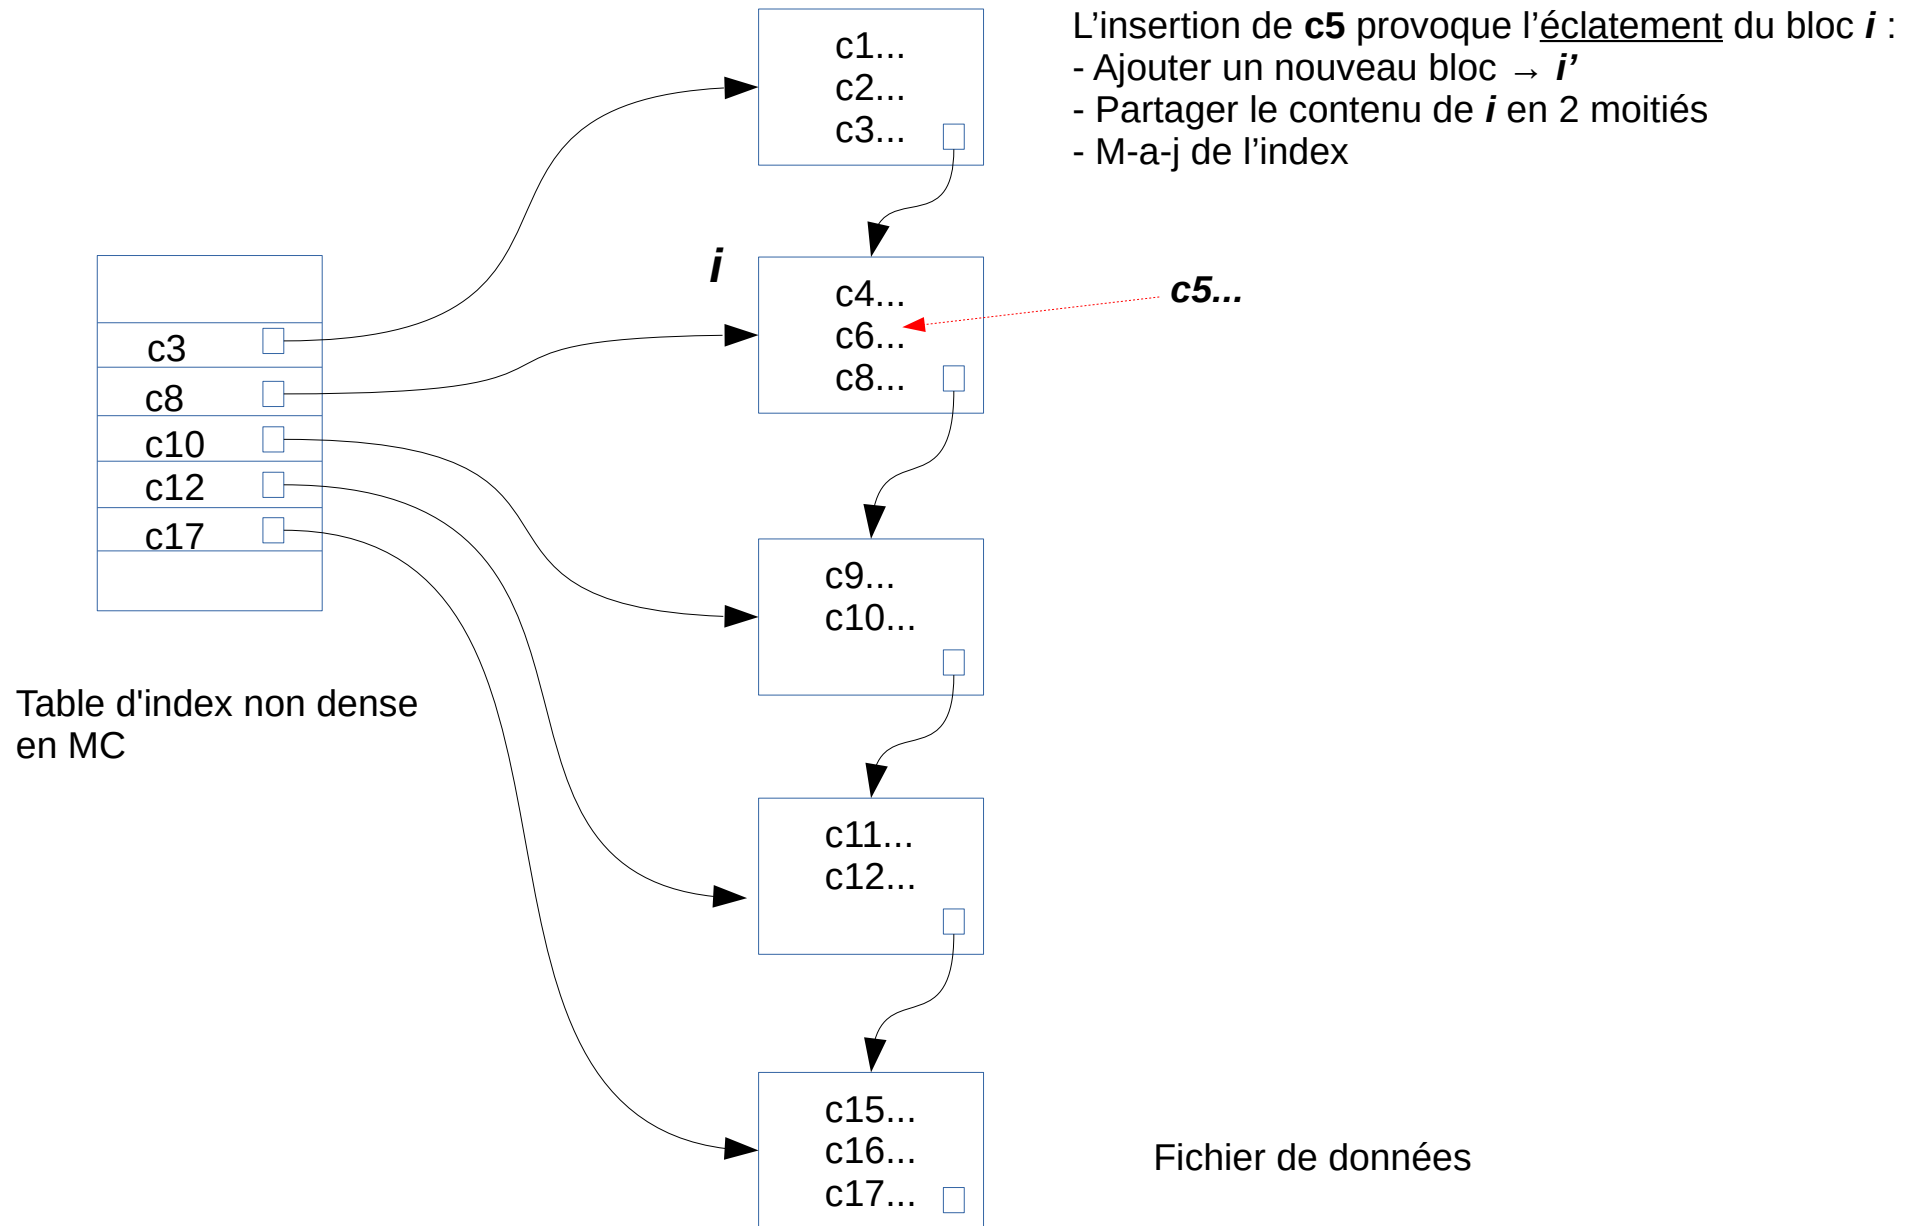 c1...
c2...
c3...
L’insertion de c5 provoque l’éclatement du bloc i :
- Ajouter un nouveau bloc → i’
- Partager le contenu de i en 2 moitiés
- M-a-j de l’index
i
c4...
c6...
c8...
c5...
c3
c8
c10
c12
c17
c9...
c10...
Table d'index non dense
en MC
c11...
c12...
c15...
c16...
c17...
Fichier de données